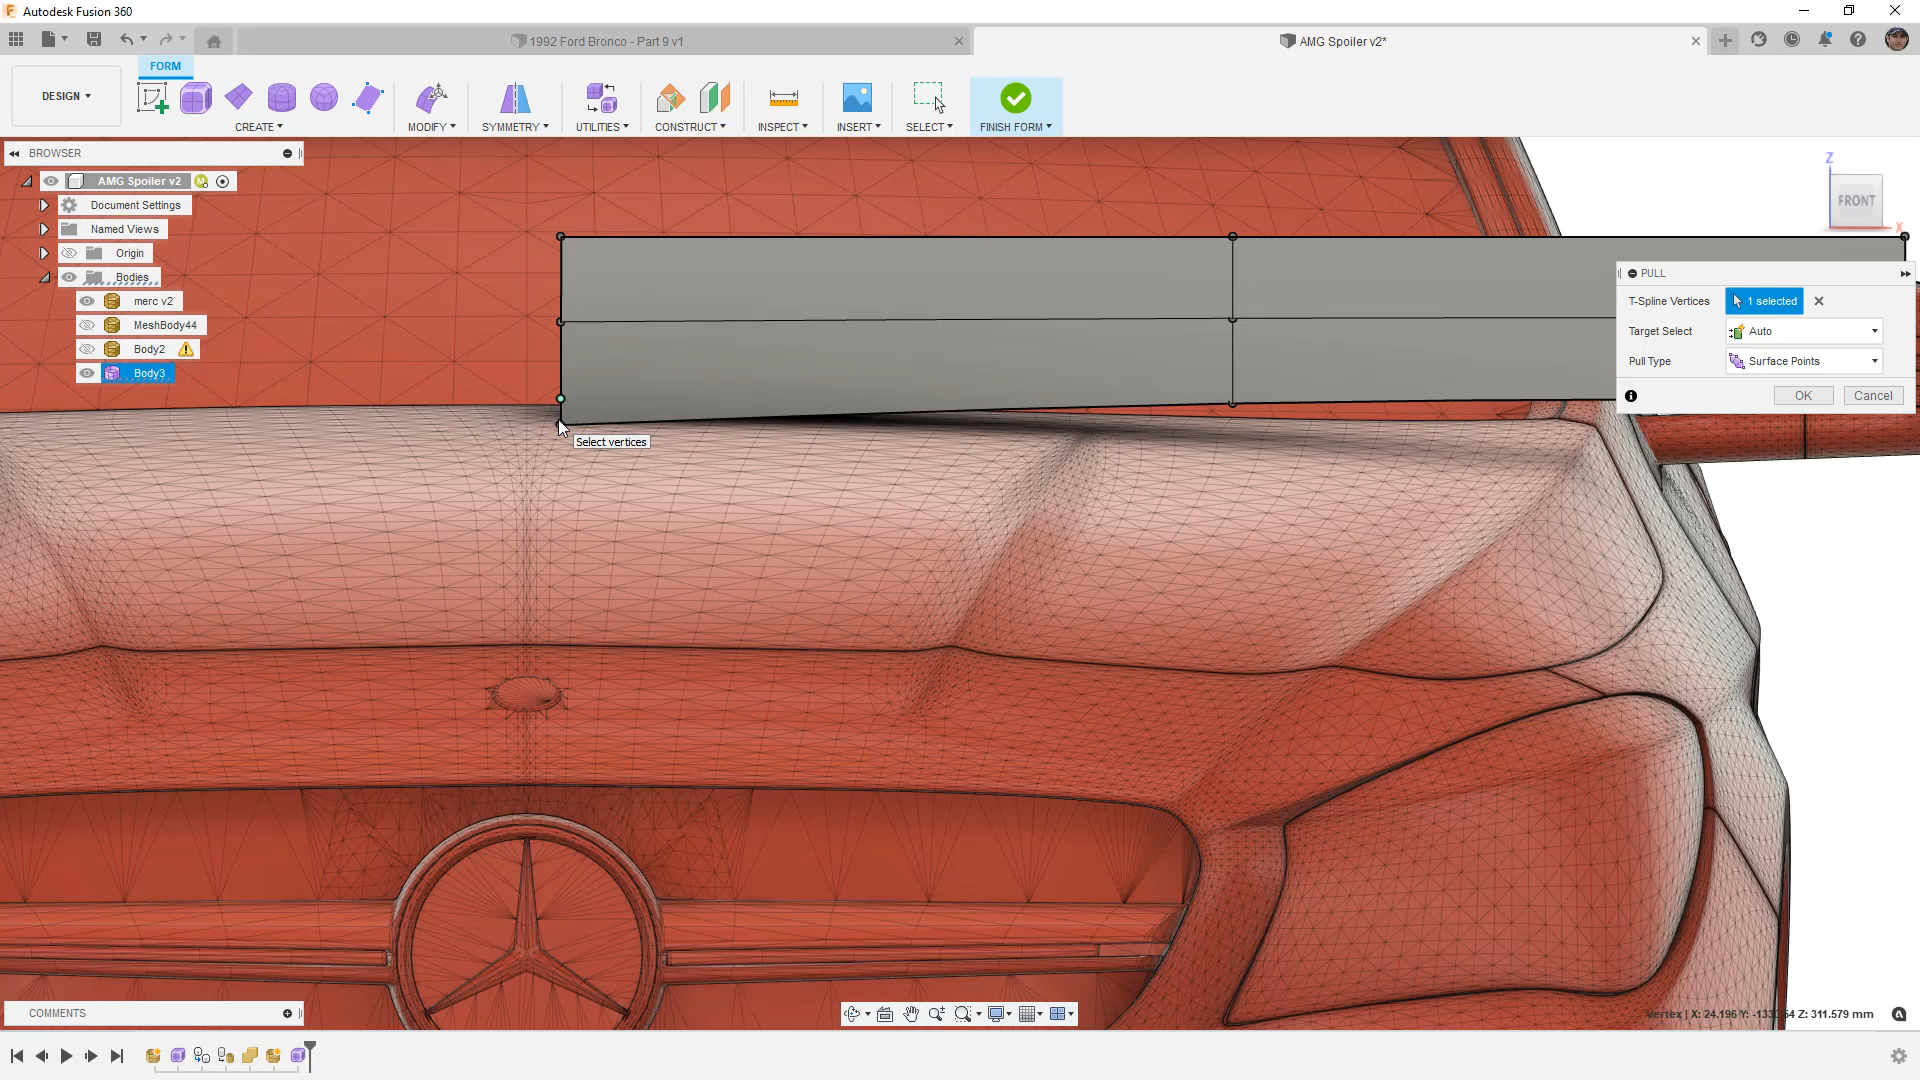 Autodesk Fusion 360
1992 Ford Bronco - Part 9 v1
AMG Spoiler v2*
FORM
DESIGN
CREATE
MODIFY
SYMMETRY
UTILITIES
CONSTRUCT
INSPECT
INSERT
SELECT
FINISH FORM
BROWSER
AMG Spoiler v2
Document Settings
Named Views
Origin
Bodies
merc v2
MeshBody44
Body2
Body3
Z
FRONT
X
PULL
T-Spline Vertices
1 selected
Target Select
Auto
Pull Type
Surface Points
OK
Cancel
Select vertices
COMMENTS
Vertex | X: 24.196 Y: Z: 311.579 mm